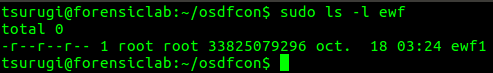 tsurugi@forensiclab:~/osdfcon$ sudo ls -l ewf
total 0
-r--r--r-- 1 root root 33825079296 oct.  18 03:24 ewf1
tsurugi@forensiclab:~/osdfcon$